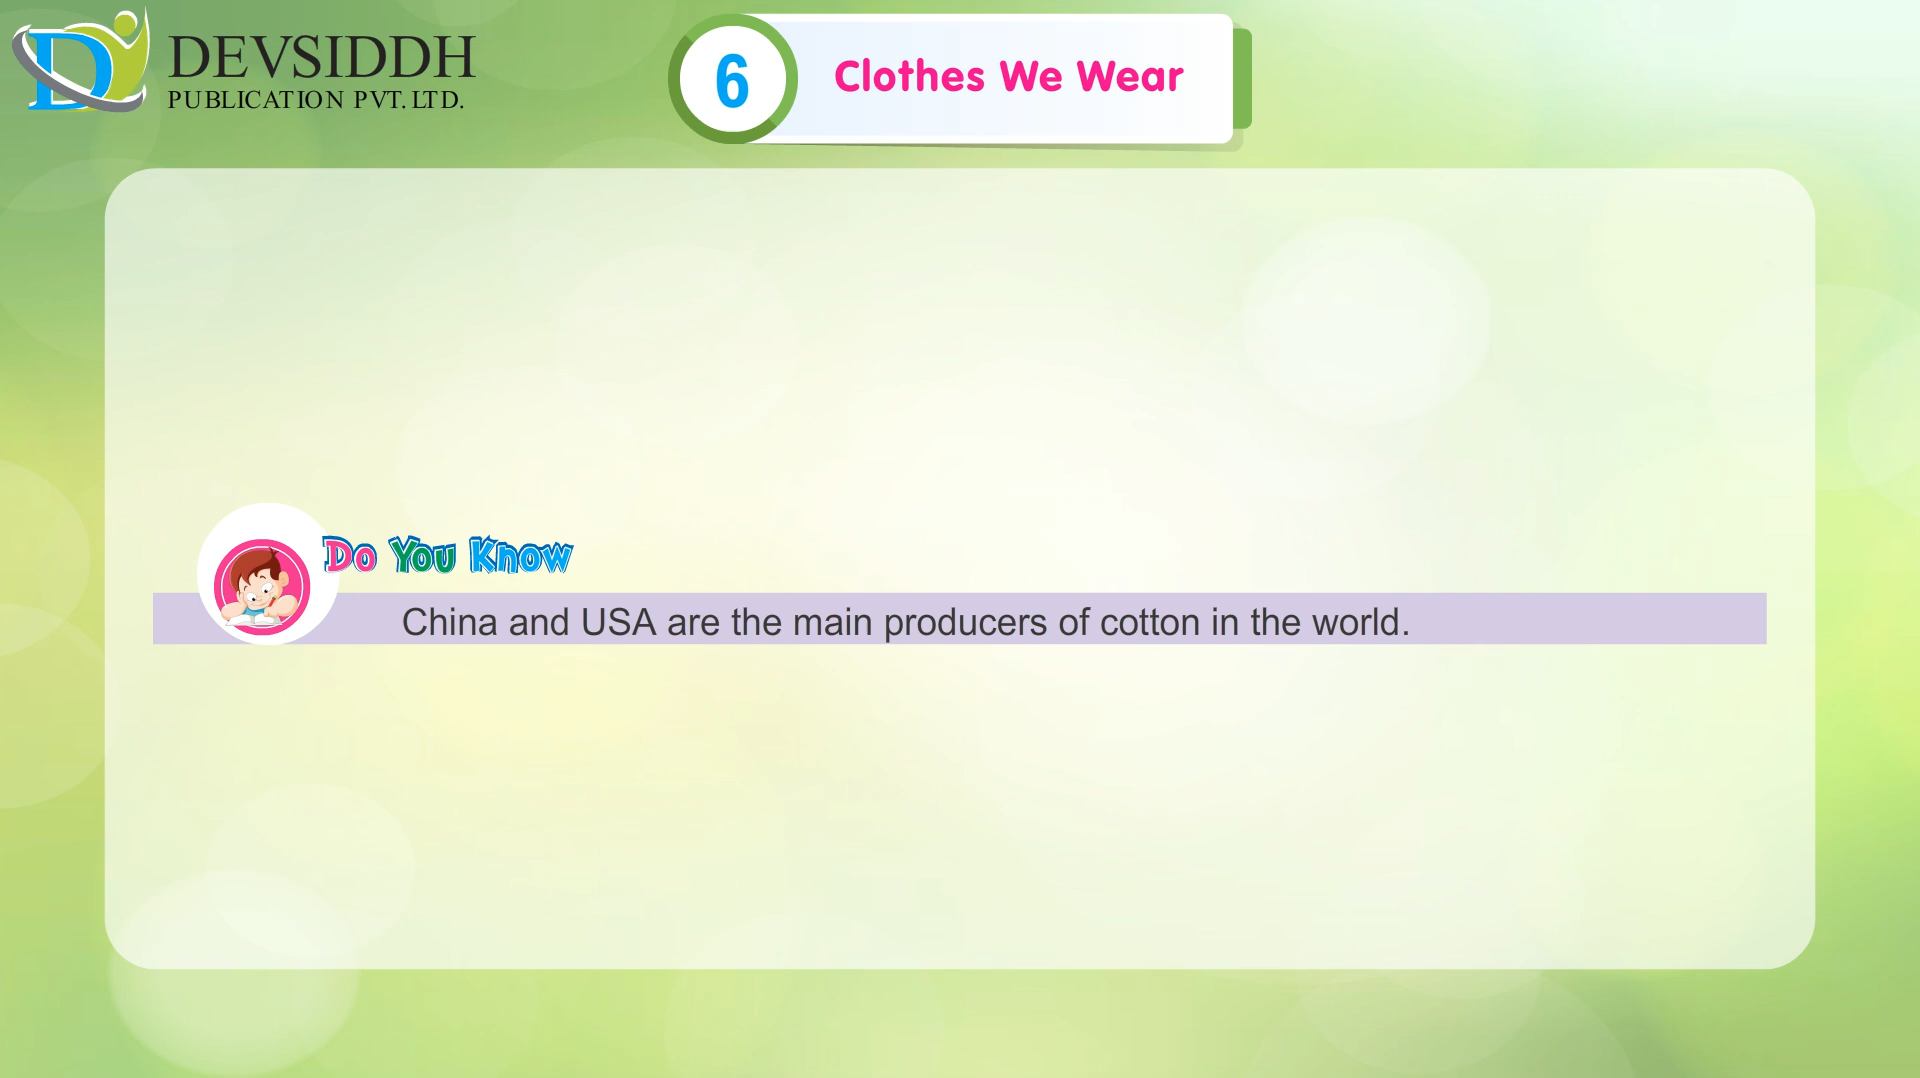 DEVSIDDH
PUBLICATION PVT. LTD.
6
Clothes We Wear
Do You Know
China and USA are the main producers of cotton in the world.